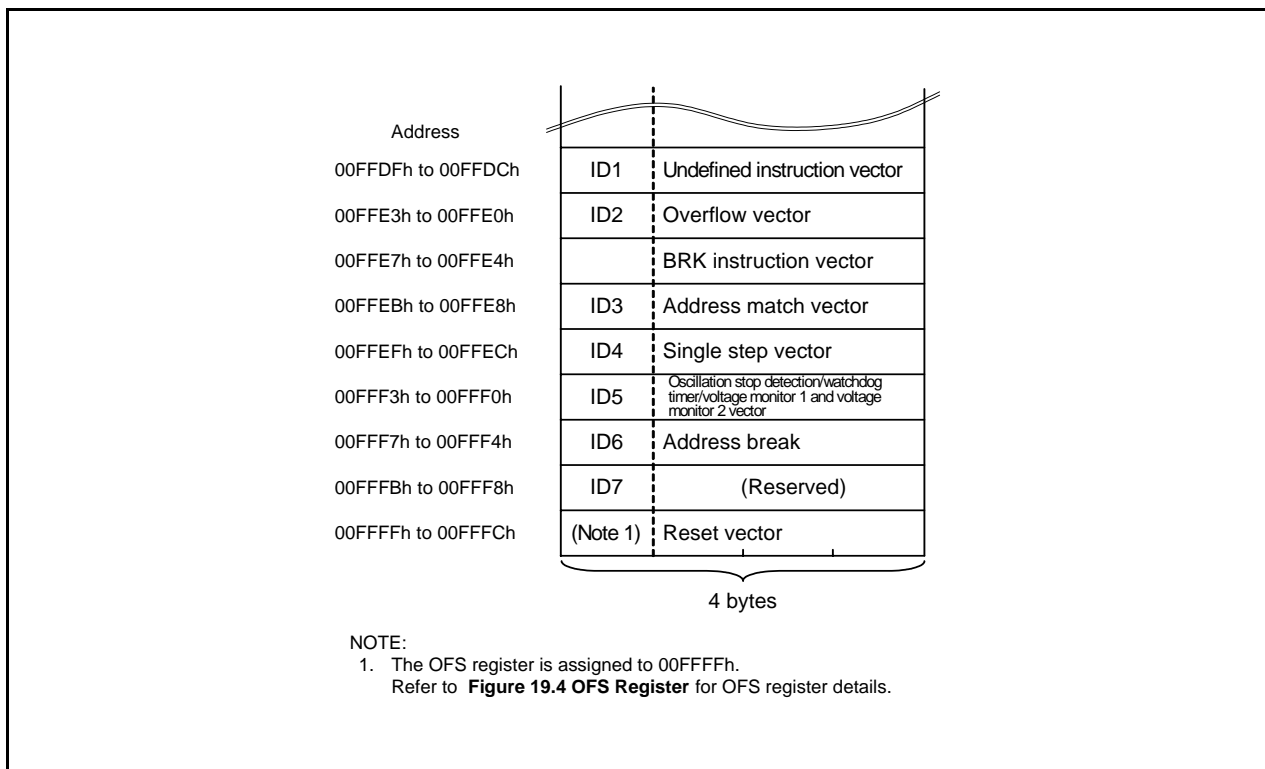 Address
00FFDFh to 00FFDCh ID1 Undefined instruction vector
00FFE3h to 00FFE0h ID2 Overflow vector
00FFE7h to 00FFE4h BRK instruction vector
00FFEBh to 00FFE8h ID3 Address match vector
00FFEFh to 00FFECh ID4 Single step vector
00FFF3h to 00FFF0h ID5 Oscillation stop detection/watchdog
timer/voltage monitor 1 and voltage
monitor 2 vector
00FFF7h to 00FFF4h ID6 Address break
00FFFBh to 00FFF8h ID7 (Reserved)
00FFFFh to 00FFFCh (Note 1) Reset vector
4 bytes
NOTE:
1. The OFS register is assigned to 00FFFFh.
Refer to Figure 19.4 OFS Register for OFS register details.